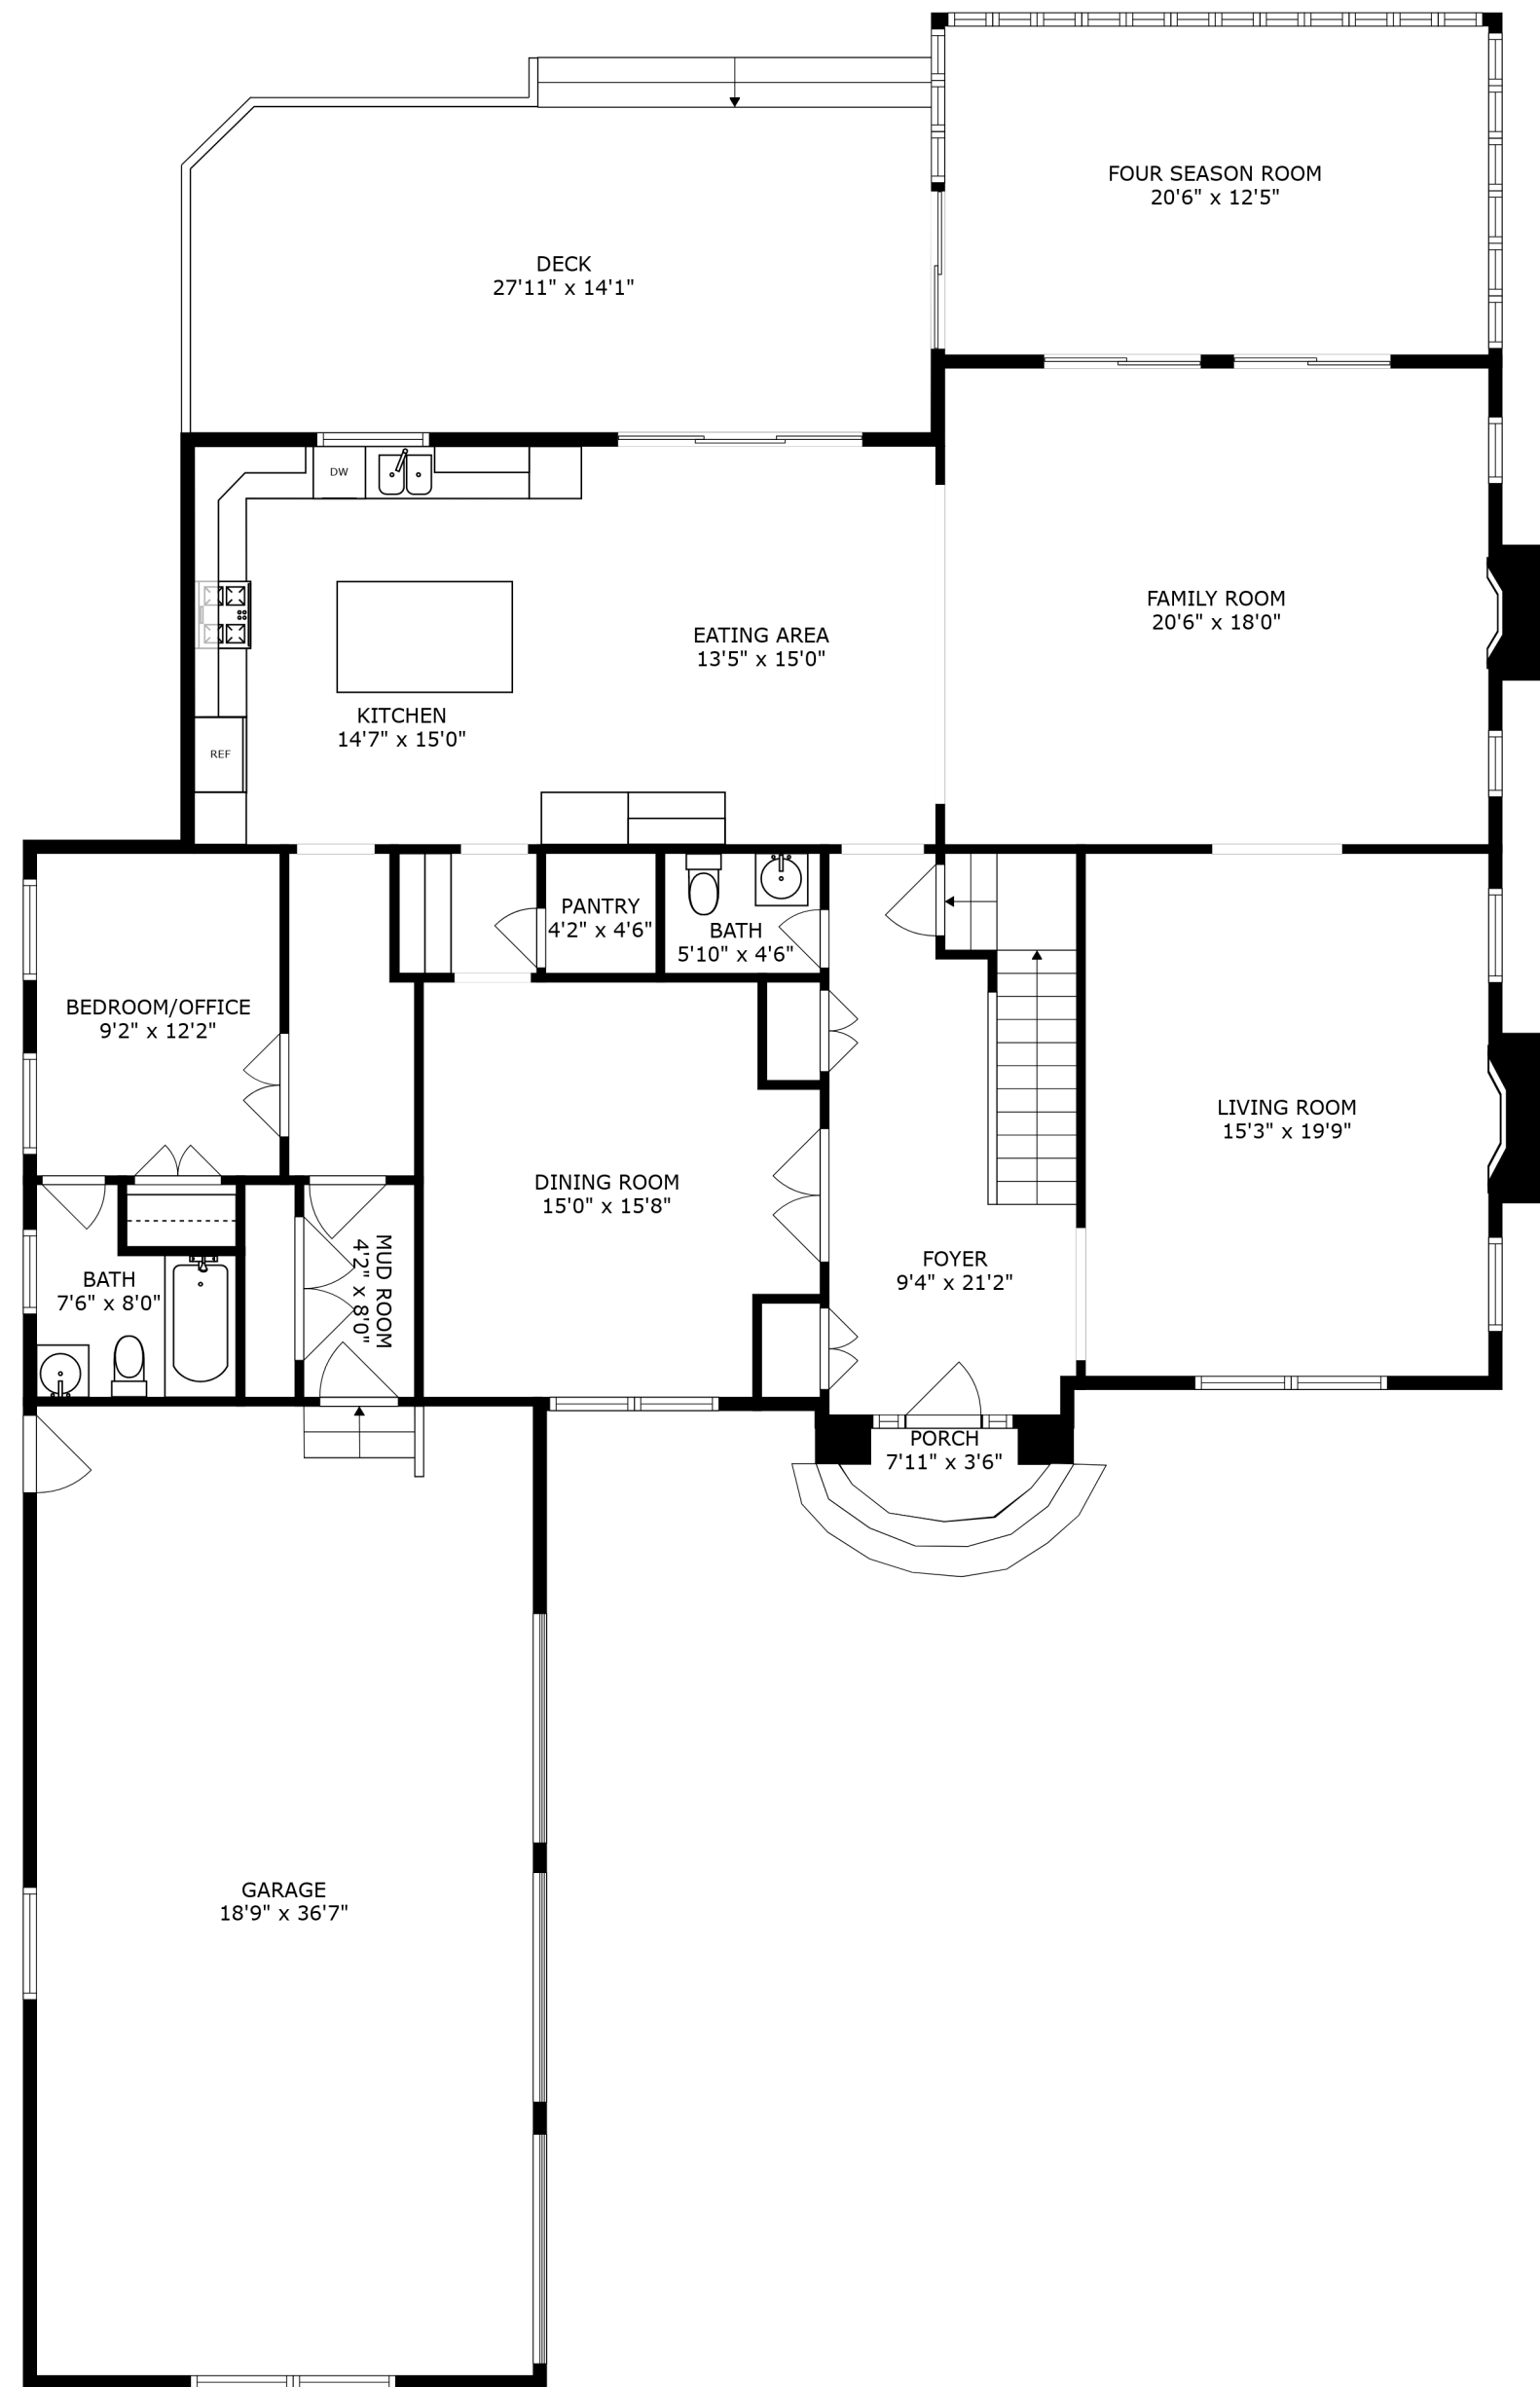 FOUR SEASON ROOM
20'6" x 12'5"
DECK
27'11" x 14'1"
DW
FAMILY ROOM
20'6" x 18'0"
EATING AREA
13'5" x 15'0"
KITCHEN
14'7" x 15'0"
REF
PANTRY
4'2" x 4'6"
BATH
5'10" x 4'6"
BEDROOM/OFFICE
9'2" x 12'2"
LIVING ROOM
15'3" x 19'9"
DINING ROOM
15'0" x 15'8"
FOYER
9'4" x 21'2"
BATH
7'6" x 8'0"
MUD ROOM
4'2" x 8'0"
PORCH
7'11" x 3'6"
GARAGE
18'9" x 36'7"